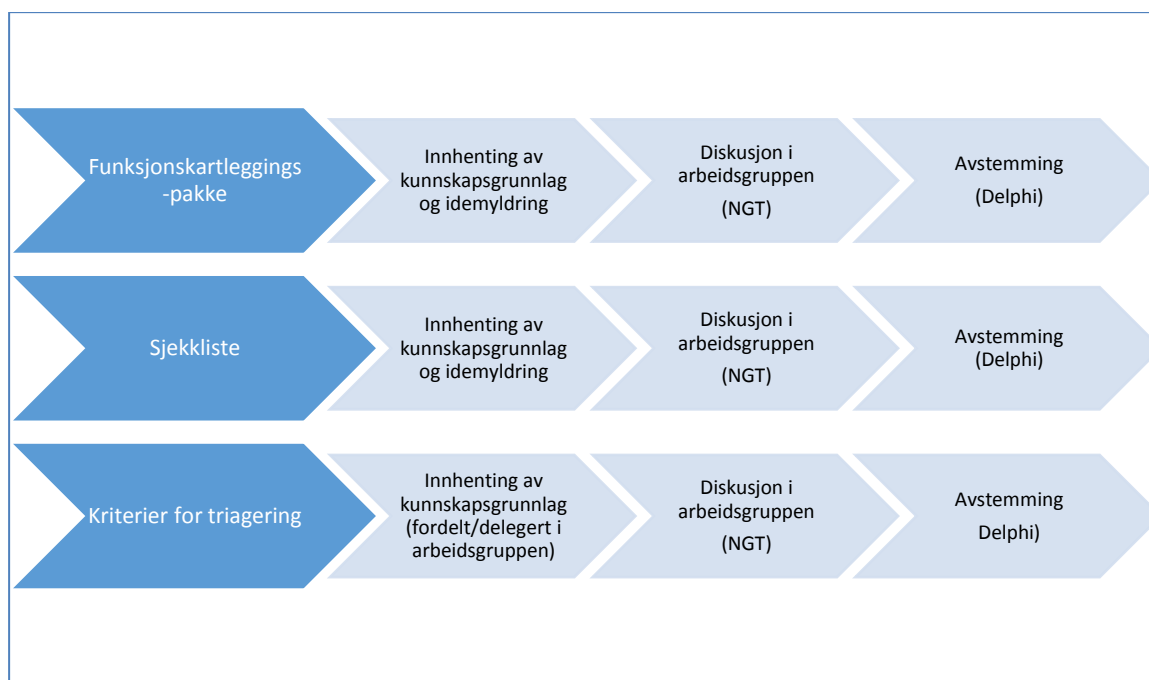 Funksjonskartleggings
-pakke
Innhenting av
kunnskapsgrunnlag
og idemyldring
Diskusjon i
arbeidsgruppen
(NGT)
Avstemming
(Delphi)
Sjekkliste
Innhenting av
kunnskapsgrunnlag
og idemyldring
Diskusjon i
arbeidsgruppen
(NGT)
Avstemming
(Delphi)
Kriterier for triagering
Innhenting av
kunnskapsgrunnlag
(fordelt/delegert i
arbeidsgruppen)
Diskusjon i
arbeidsgruppen
(NGT)
Avstemming
Delphi)